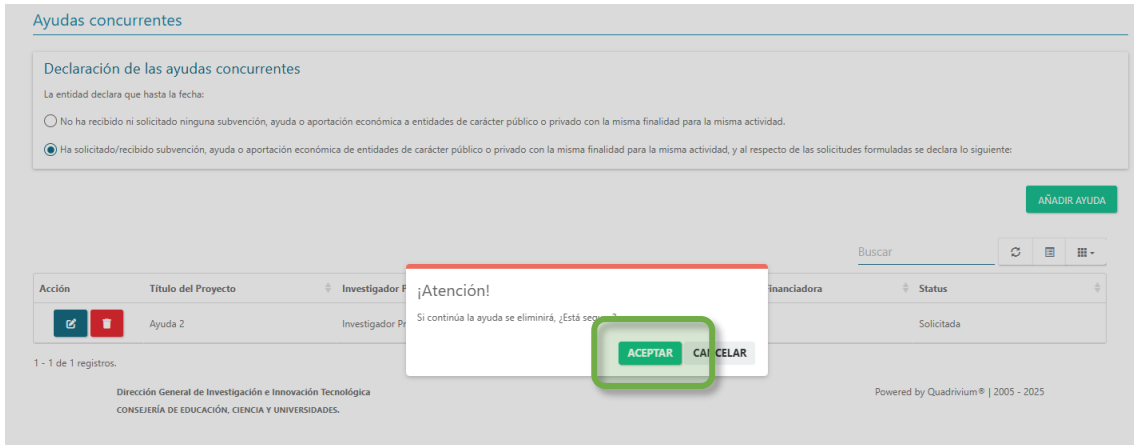 Ayudas concurrentes
Declaración de las ayudas concurrentes
La entidad declara que hasta la fecha:
No ha recibido ni solicitado ninguna subvención, ayuda o aportación económica a entidades de carácter público o privado con la misma finalidad para la misma actividad.
Ha solicitado/recibido subvención, ayuda o aportación económica de entidades de carácter público o privado con la misma finalidad para la misma actividad, y al respecto de las solicitudes formuladas se declara lo siguiente:
AÑADIR AYUDA
Buscar
Acción Título del Proyecto Investigador P inanciadora Status
Ayuda 2 Investigador Pr Solicitada
¡Atención!
Si continúa la ayuda se eliminirá, ¿Está
ACEPTAR CANCELAR
1 - 1 de 1 registros.
Dirección General de Investigación e Innovación Tecnológica
CONSEJERÍA DE EDUCACIÓN, CIENCIA Y UNIVERSIDADES.
Powered by Quadrivium® | 2005 - 2025